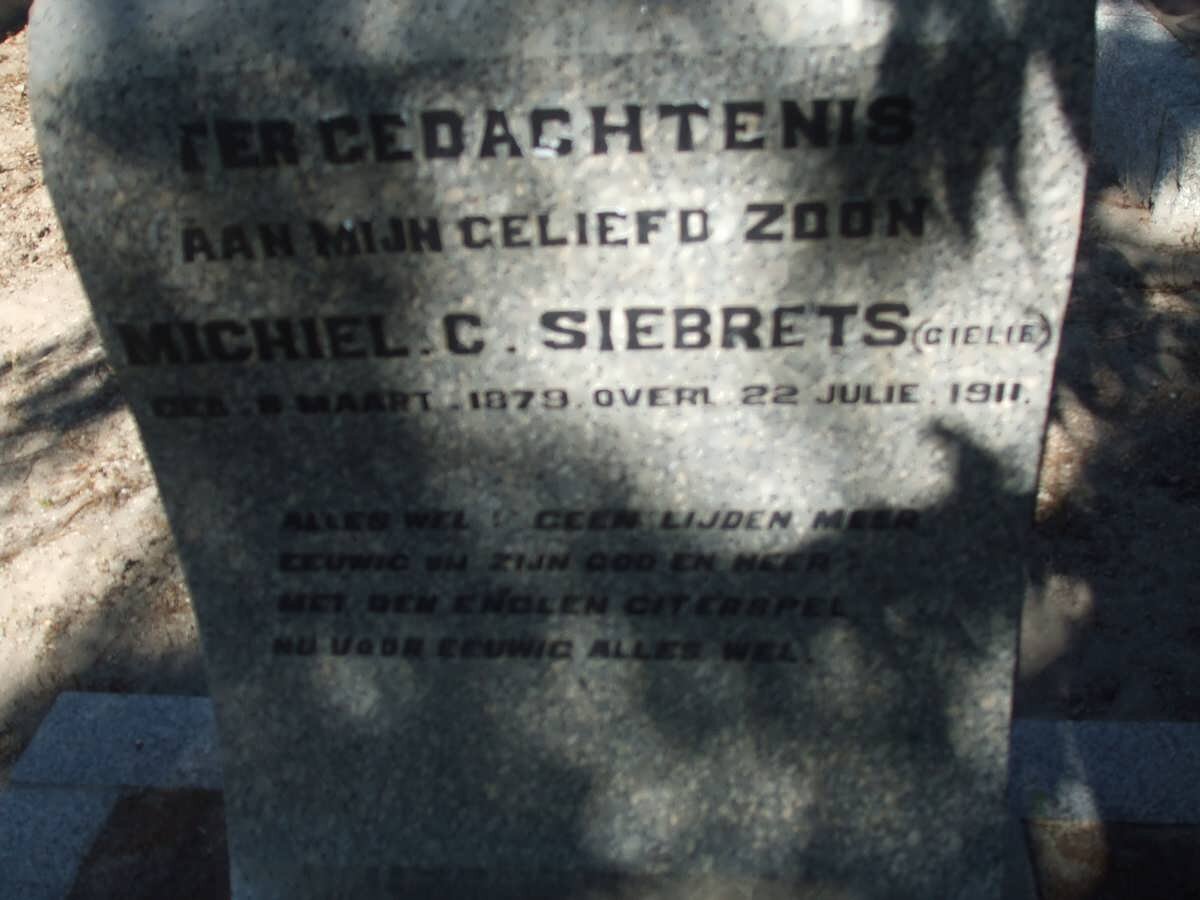 TER GEDACHTENIS
AAN MIJN GELIEFD ZOON
MICHIEL. C. SIEBRETS (GIELIE)
GEB. 8 MAART. 1879. OVERL. 22 JULIE. 1911.
ALLES WEL! GEEN LIJDEN MEER
EEUWIG BIJ ZIJN GOD EN HEER
MET DEN ENGLEN CITERSPEL
NU VOOR EEUWIG ALLES WEL.